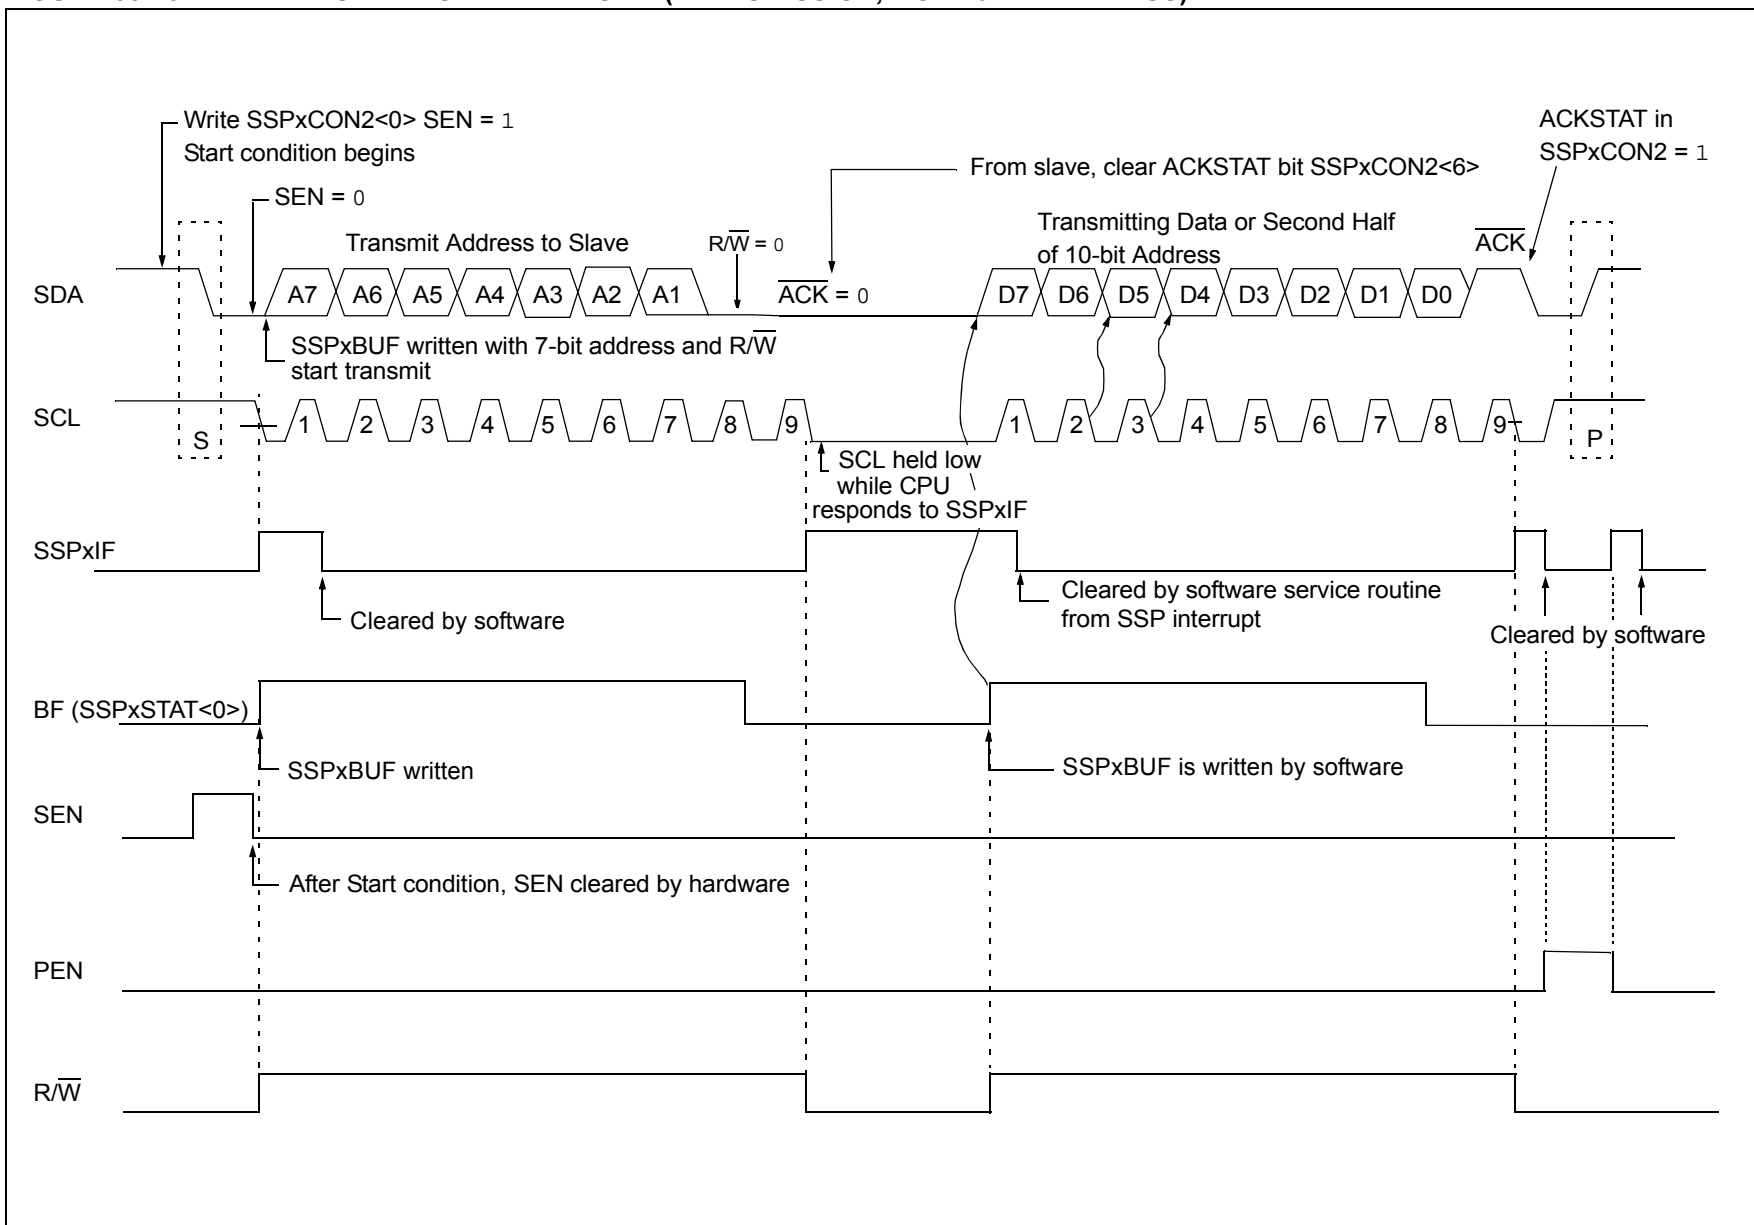 Write SSPxCON2<0> SEN = 1
Start condition begins
ACKSTAT in
SSPxCON2 = 1
From slave, clear ACKSTAT bit SSPxCON2<6>
SEN = 0
Transmitting Data or Second Half
of 10-bit Address
Transmit Address to Slave
R/W̅ = 0
A̅C̅K̅
SDA
A7 A6 A5 A4 A3 A2 A1
A̅C̅K̅ = 0
D7 D6 D5 D4 D3 D2 D1 D0
SSPxBUF written with 7-bit address and R/W̅
start transmit
SCL
S
1 2 3 4 5 6 7 8 9
1 2 3 4 5 6 7 8 9
P
SCL held low
while CPU
responds to SSPxIF
SSPxIF
Cleared by software
Cleared by software service routine
from SSP interrupt
Cleared by software
BF (SSPxSTAT<0>)
SSPxBUF written
SSPxBUF is written by software
SEN
After Start condition, SEN cleared by hardware
PEN
R/W̅